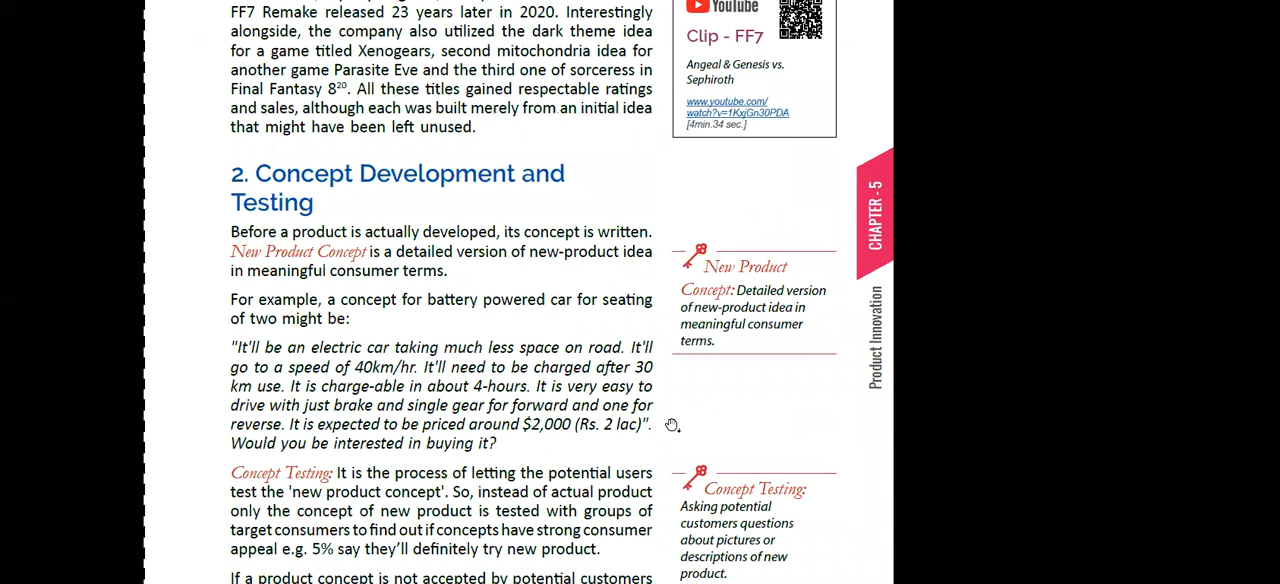 FF7 Remake released 23 years later in 2020. Interestingly
alongside, the company also utilized the dark theme idea
for a game titled Xenogears, second mitochondria idea for
another game Parasite Eve and the third one of sorceress in
Final Fantasy 8²⁰. All these titles gained respectable ratings
and sales, although each was built merely from an initial idea
that might have been left unused.
2. Concept Development and
Testing
Before a product is actually developed, its concept is written.
New Product Concept is a detailed version of new-product idea
in meaningful consumer terms.
For example, a concept for battery powered car for seating
of two might be:
"It'll be an electric car taking much less space on road. It'll
go to a speed of 40km/hr. It'll need to be charged after 30
km use. It is charge-able in about 4-hours. It is very easy to
drive with just brake and single gear for forward and one for
reverse. It is expected to be priced around $2,000 (Rs. 2 lac)".
Would you be interested in buying it?
Concept Testing: It is the process of letting the potential users
test the 'new product concept'. So, instead of actual product
only the concept of new product is tested with groups of
target consumers to find out if concepts have strong consumer
appeal e.g. 5% say they'll definitely try new product.
If a product concept is not accepted by potential customers
YouTube
Clip - FF7
Angeal & Genesis vs.
Sephiroth
www.youtube.com/
watch?v=1KxjGn30PDA
[4min.34 sec.]
New Product
Concept: Detailed version
of new-product idea in
meaningful consumer
terms.
Concept Testing:
Asking potential
customers questions
about pictures or
descriptions of new
product.
CHAPTER - 5
Product Innovation